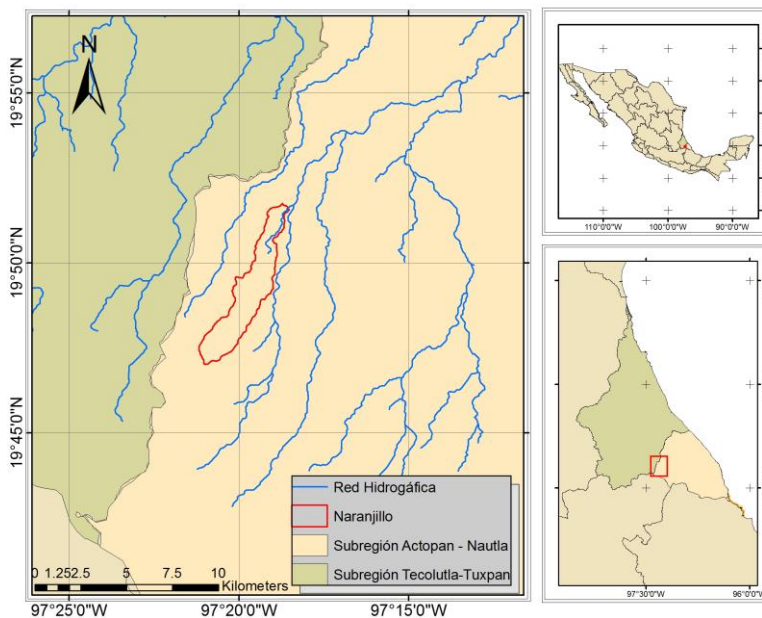 N
19°55'0"N
19°50'0"N
19°45'0"N
Red Hidrogáfica
Naranjillo
Subregión Actopan - Nautla
Subregión Tecolutla-Tuxpan
0 1.252.5 5 7.5 10
Kilometers
97°25'0"W 97°20'0"W 97°15'0"W
110°0'0"W 100°0'0"W 90°0'0"W
97°30'0"W 96°0'0"W